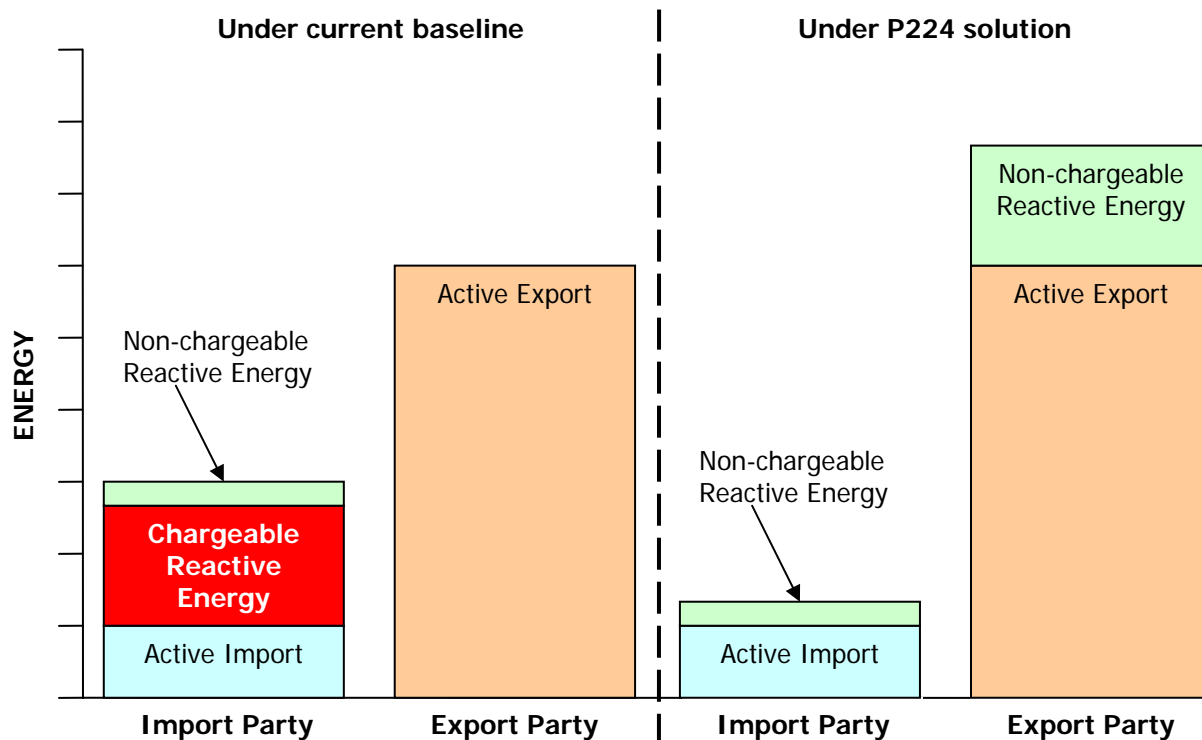 Under current baseline
Under P224 solution
ENERGY
Non-chargeable
Reactive Energy
Chargeable
Reactive
Energy
Active Import
Active Export
Non-chargeable
Reactive Energy
Active Import
Non-chargeable
Reactive Energy
Active Export
Import Party
Export Party
Import Party
Export Party